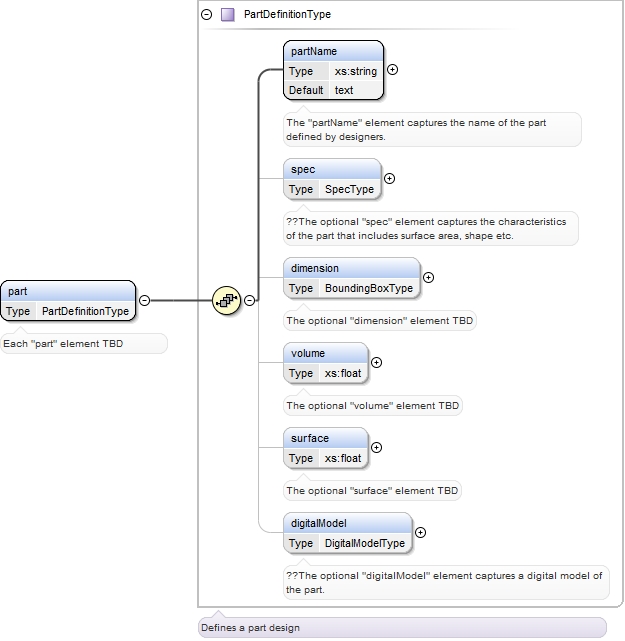 PartDefinitionType
partName
Type xs:string
Default text
The "partName" element captures the name of the part
defined by designers.
spec
Type SpecType
??The optional "spec" element captures the characteristics
of the part that includes surface area, shape etc.
dimension
Type BoundingBoxType
The optional "dimension" element TBD
part
Type PartDefinitionType
Each "part" element TBD
volume
Type xs:float
The optional "volume" element TBD
surface
Type xs:float
The optional "surface" element TBD
digitalModel
Type DigitalModelType
??The optional "digitalModel" element captures a digital model of
the part.
Defines a part design